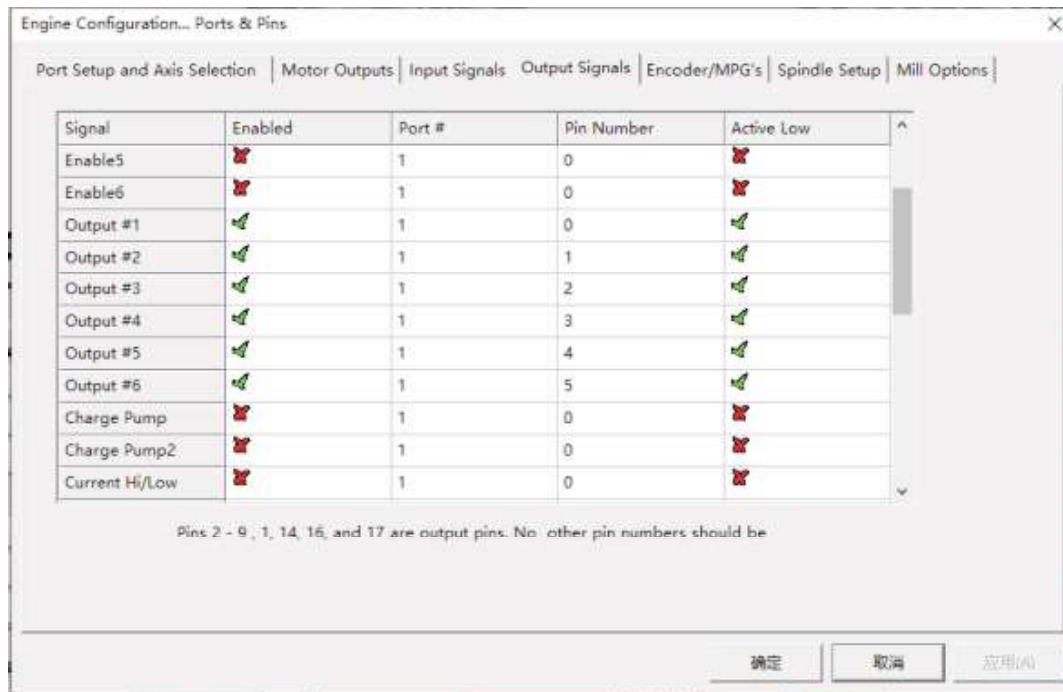 Engine Configuration... Ports & Pins
Port Setup and Axis Selection Motor Outputs Input Signals Output Signals Encoder/MPG's Spindle Setup Mill Options
Signal Enabled Port # Pin Number Active Low
Enable5 1 0
Enable6 1 0
Output #1 1 0
Output #2 1 1
Output #3 1 2
Output #4 1 3
Output #5 1 4
Output #6 1 5
Charge Pump 1 0
Charge Pump2 1 0
Current Hi/Low 1 0
Pins 2 - 9 , 1, 14, 16, and 17 are output pins. No other pin numbers should be
确定 取消 应用(A)